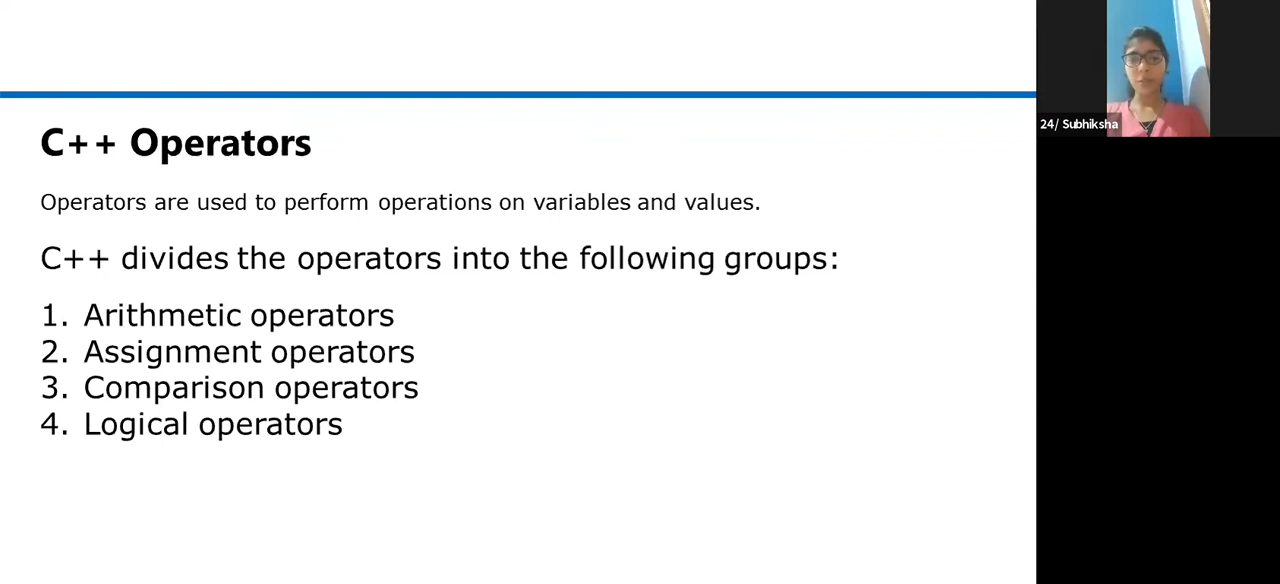 C++ Operators
Operators are used to perform operations on variables and values.
C++ divides the operators into the following groups:
1. Arithmetic operators
2. Assignment operators
3. Comparison operators
4. Logical operators
24/ Subhiksha